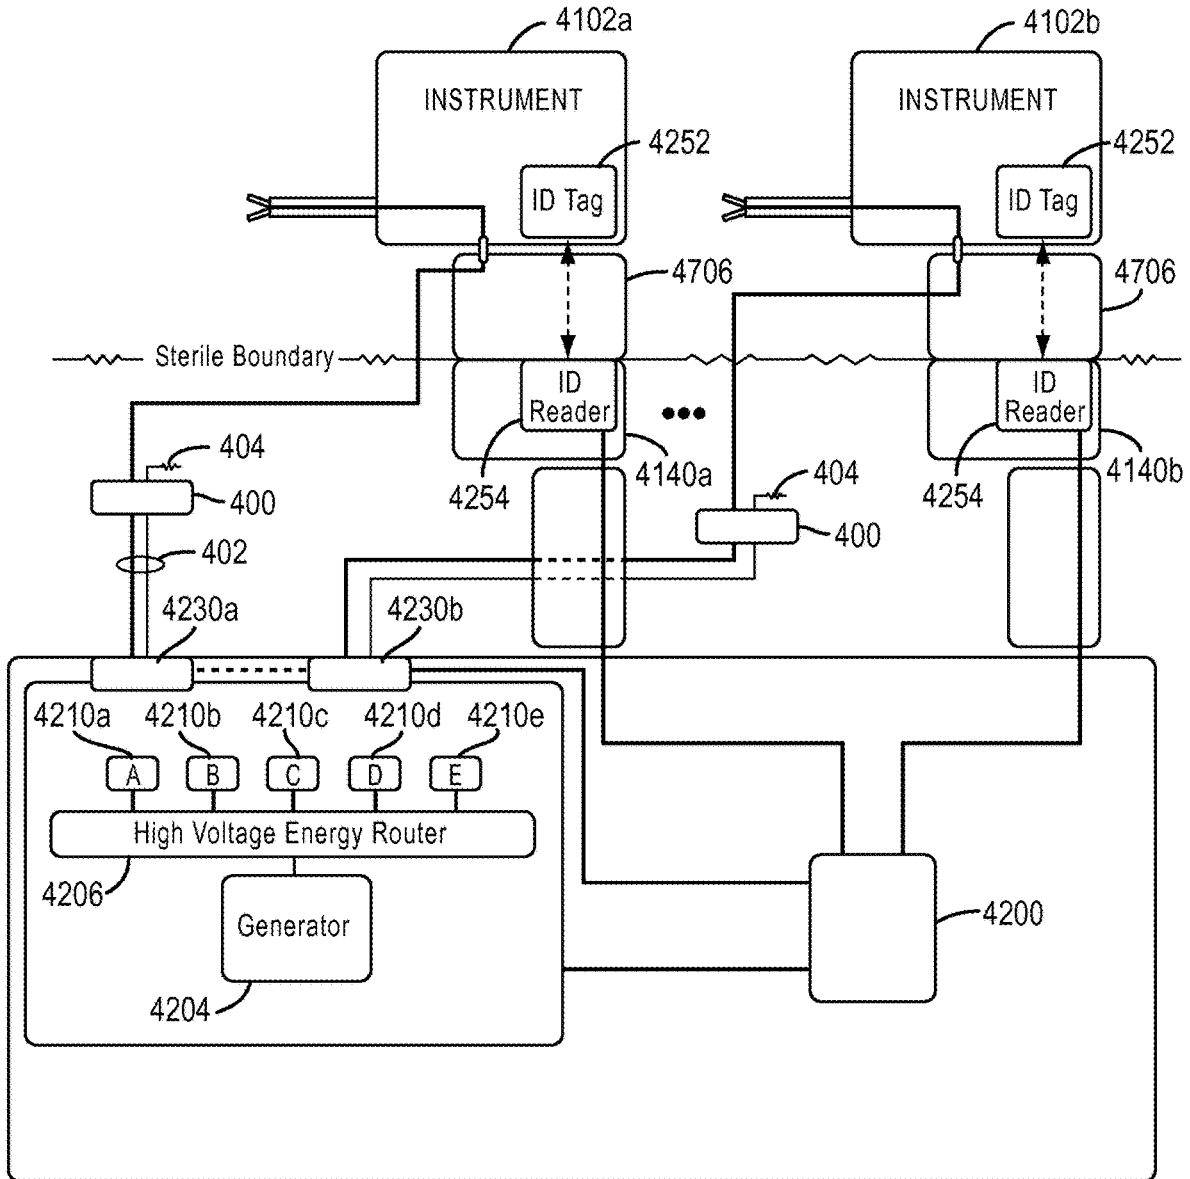 4102a
4102b
INSTRUMENT
INSTRUMENT
4252
4252
ID Tag
ID Tag
4706
4706
Sterile Boundary
ID
Reader
ID
Reader
404
4254
4140a
404
4254
4140b
400
400
402
4230a
4230b
4210a
4210b
4210c
4210d
4210e
A
B
C
D
E
High Voltage Energy Router
4206
Generator
4200
4204